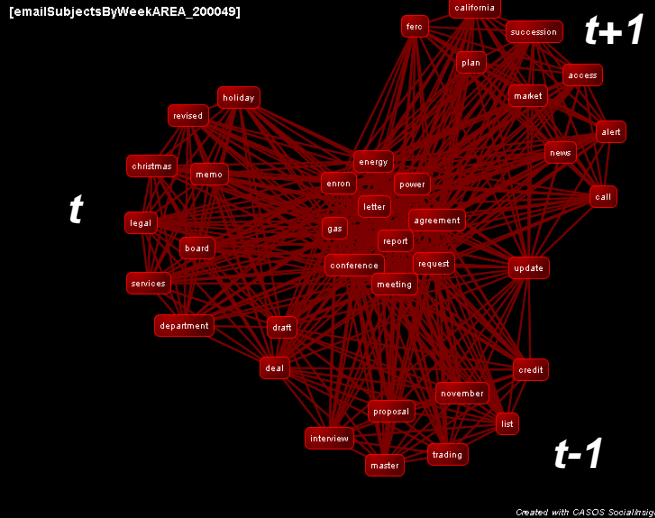 [emailSubjectsByWeekAREA_200049]
california
ferc
succession
t+1
plan
access
market
holiday
revised
alert
news
energy
christmas
memo
enron
power
call
letter
t
legal
gas
agreement
board
report
conference
request
update
services
meeting
department
draft
deal
credit
november
proposal
list
interview
trading
t-1
master
Created with CASOS SocialInsig